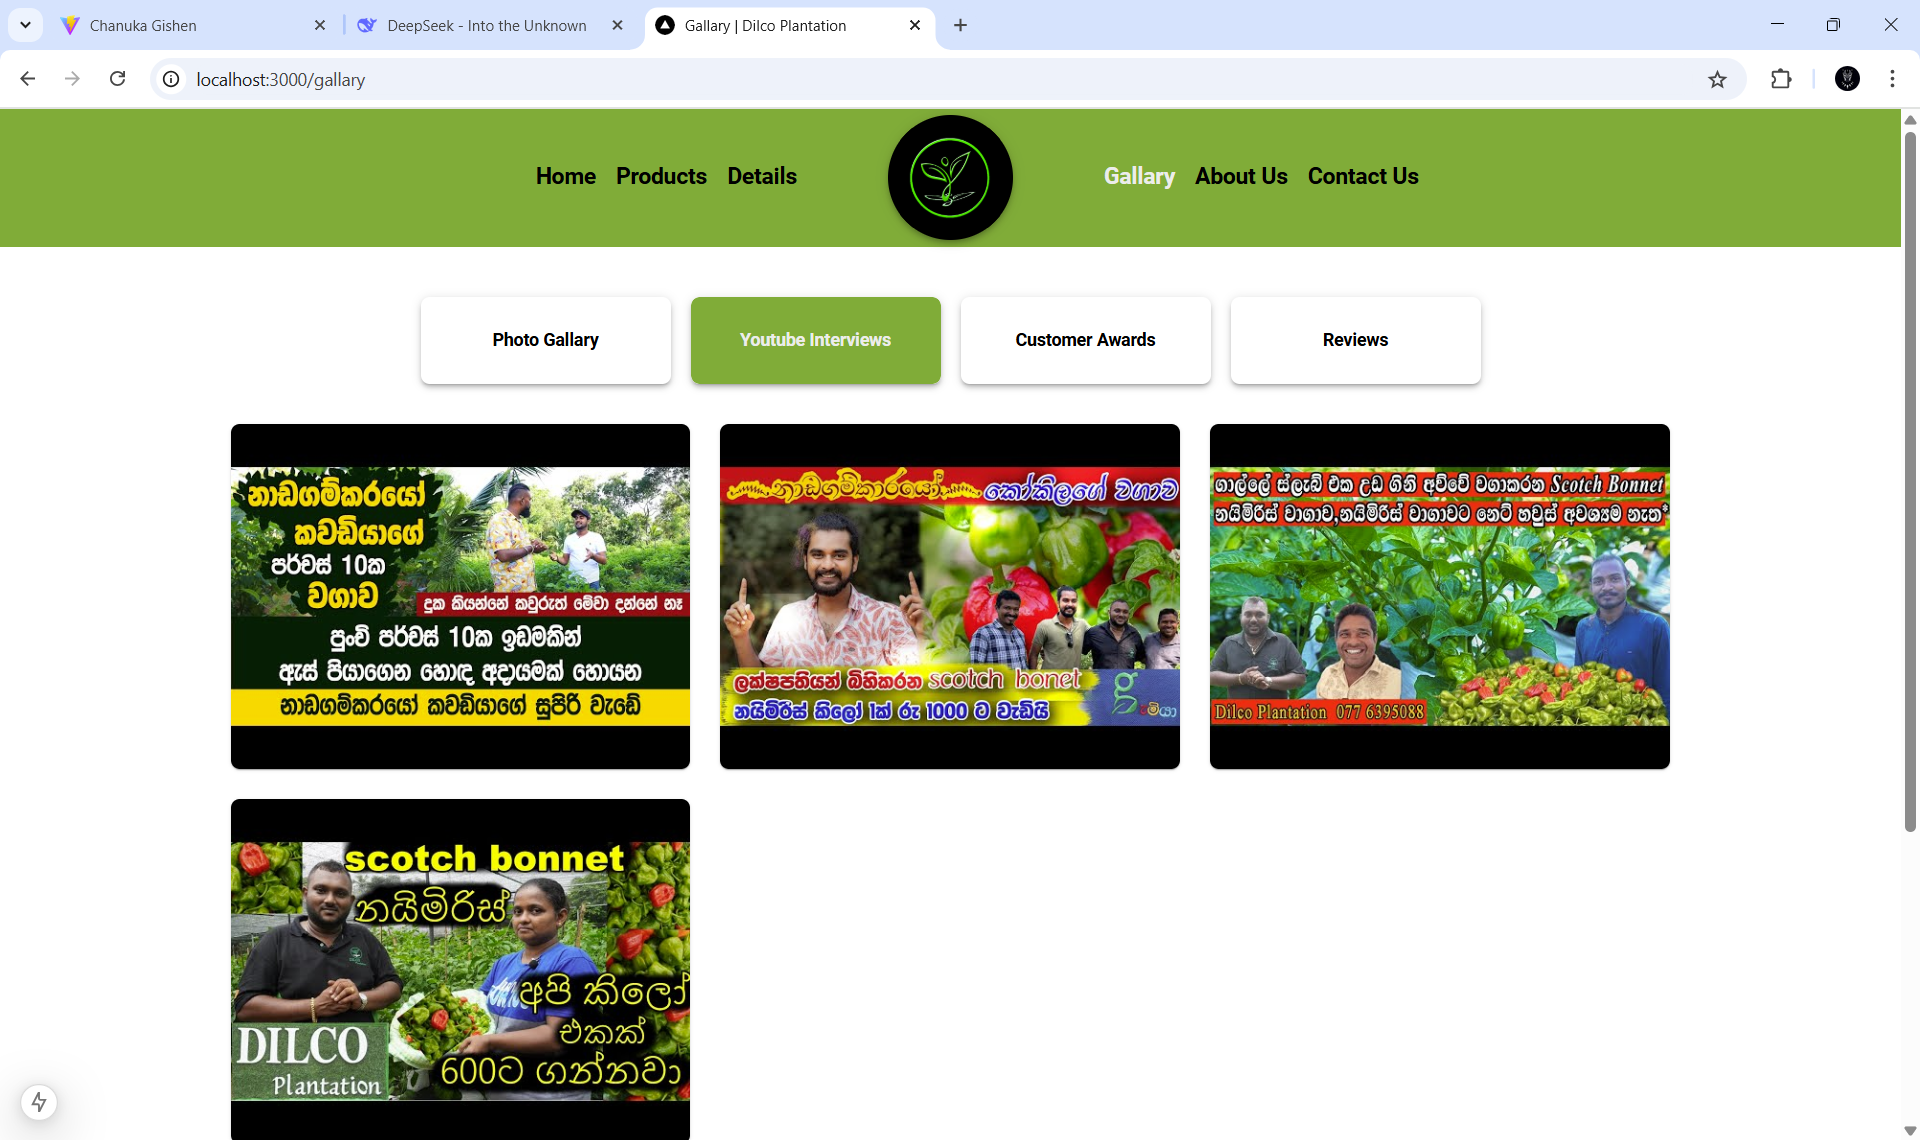 Chanuka Gishen
DeepSeek - Into the Unknown
Gallary | Dilco Plantation
localhost:3000/gallary
Home
Products
Details
Gallary
About Us
Contact Us
Photo Gallary
Youtube Interviews
Customer Awards
Reviews
නාඩගම්කරයෝ
කවඩියාගේ
පර්චස් 10ක
වගාව
දුක කියන්නේ කවුරුත් මේවා දන්නේ නෑ
පුංචි පර්චස් 10ක ඉඩමකින්
ඇස් පියාගෙන හොඳ අදායමක් හොයන
නාඩගම්කරයෝ කවඩියාගේ සුපිරි වැඩේ
නාඩගම්කාරයෝ
කෝකිලගේ වගාව
ලක්ෂපතියන් බිහිකරන scotch bonet
නයිමිරිස් කිලෝ 1ක් රු 1000 ට වැඩියි
ගාල්ලේ ස්ලැබ් එක උඩ ගිනි අව්වේ වගාකරන Scotch Bonnet
නයිමිරිස් වාගාව,නයිමිරිස් වාගාවට නෙට් හවුස් අවශ්‍යම නැත*
Dilco Plantation 077 6395088
scotch bonnet
නයිමිරිස්
අපි කිලෝ
එකක්
600ට ගන්නවා
DILCO
Plantation